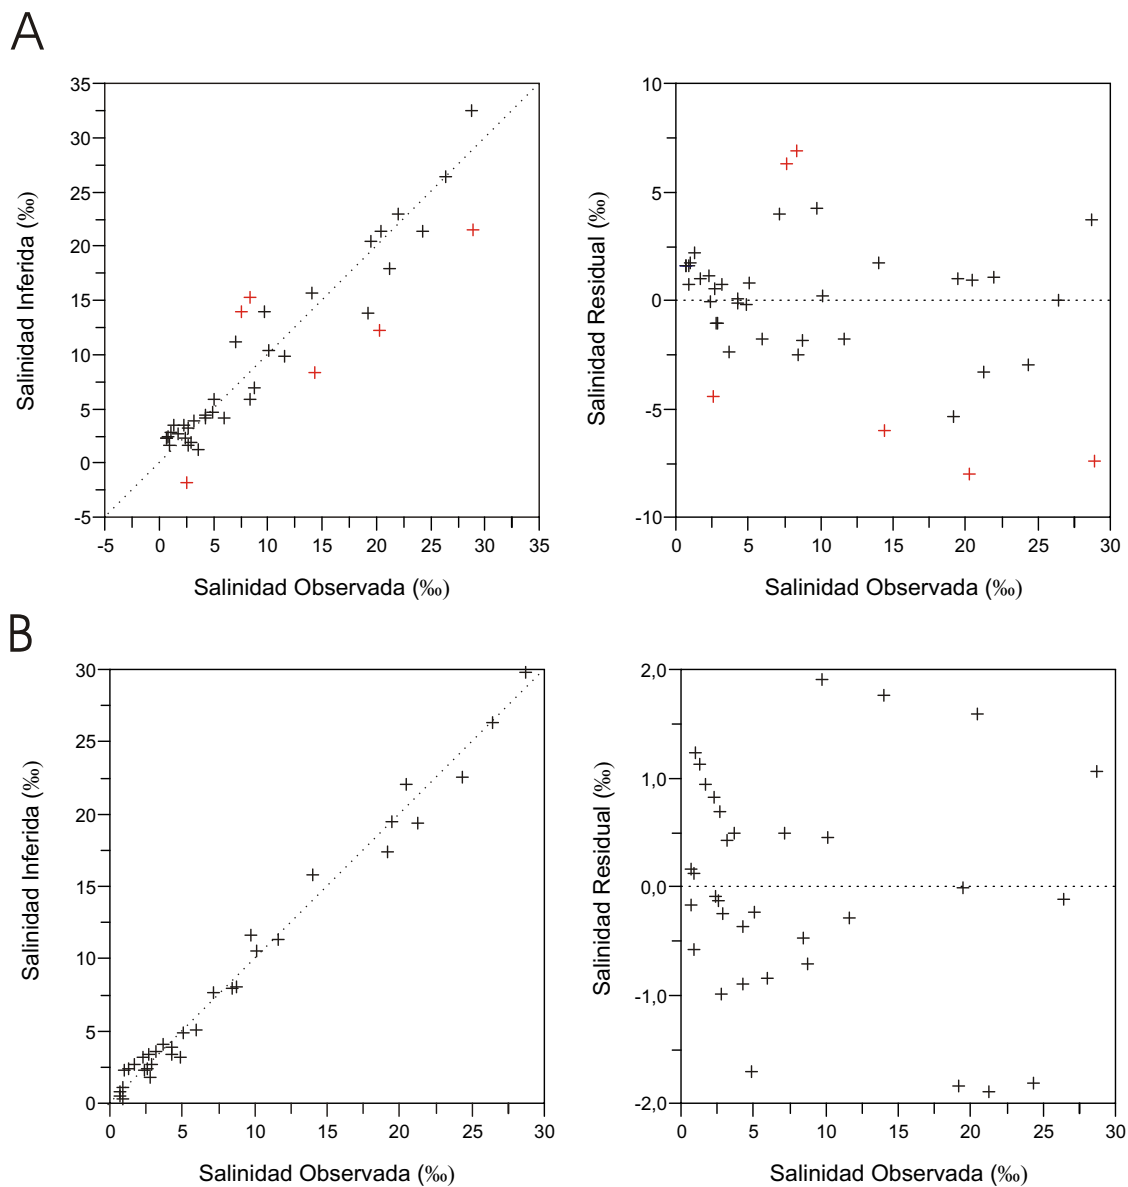 A
35
30
25
20
15
10
5
0
-5
-5 0 5 10 15 20 25 30 35
Salinidad Inferida (‰)
Salinidad Observada (‰)
10
5
0
-5
-10
0 5 10 15 20 25 30
Salinidad Residual (‰)
Salinidad Observada (‰)
B
30
25
20
15
10
5
0
0 5 10 15 20 25 30
Salinidad Inferida (‰)
Salinidad Observada (‰)
2,0
1,0
0,0
-1,0
-2,0
0 5 10 15 20 25 30
Salinidad Residual (‰)
Salinidad Observada (‰)